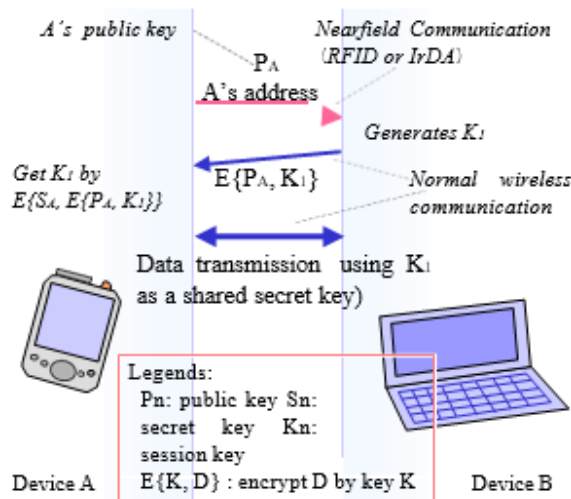 A´s public key
Nearfield Communication
(RFID or IrDA)
PA
A's address
Generates K1
Get K1 by
E{SA, E{PA, K1}}
E{PA, K1}
Normal wireless
communication
Data transmission using K1
as a shared secret key)
Legends:
Pn: public key Sn:
secret key Kn:
session key
E{K, D} : encrypt D by key K
Device A
Device B